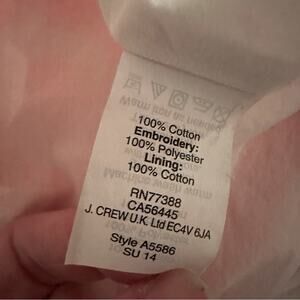 100% Cotton
Embroidery:
100% Polyester
Lining:
100% Cotton
RN77388
CA56445
J. CREW U.K. Ltd EC4V 6JA
Style A5586
SU 14